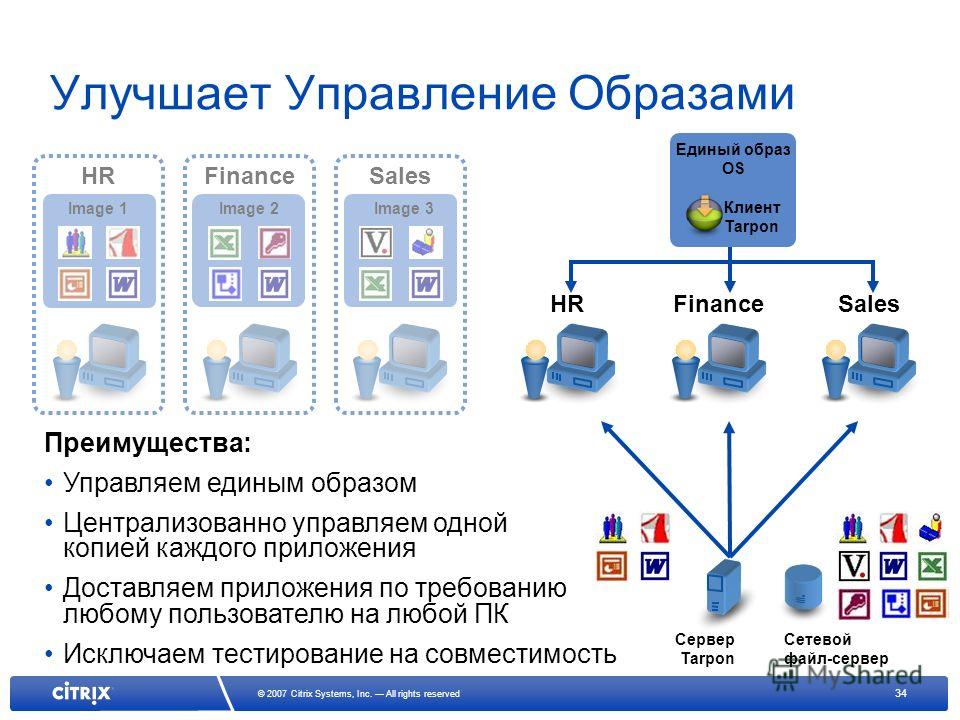 Улучшает Управление Образами
HR
Finance
Sales
Image 1
Image 2
Image 3
Единый образ
OS
Клиент
Tarpon
HR
Finance
Sales
Преимущества:
• Управляем единым образом
• Централизованно управляем одной
копией каждого приложения
• Доставляем приложения по требованию
любому пользователю на любой ПК
• Исключаем тестирование на совместимость
Сервер
Tarpon
Сетевой
файл-сервер
MyShared
CITRIX
© 2007 Citrix Systems, Inc. — All rights reserved
34